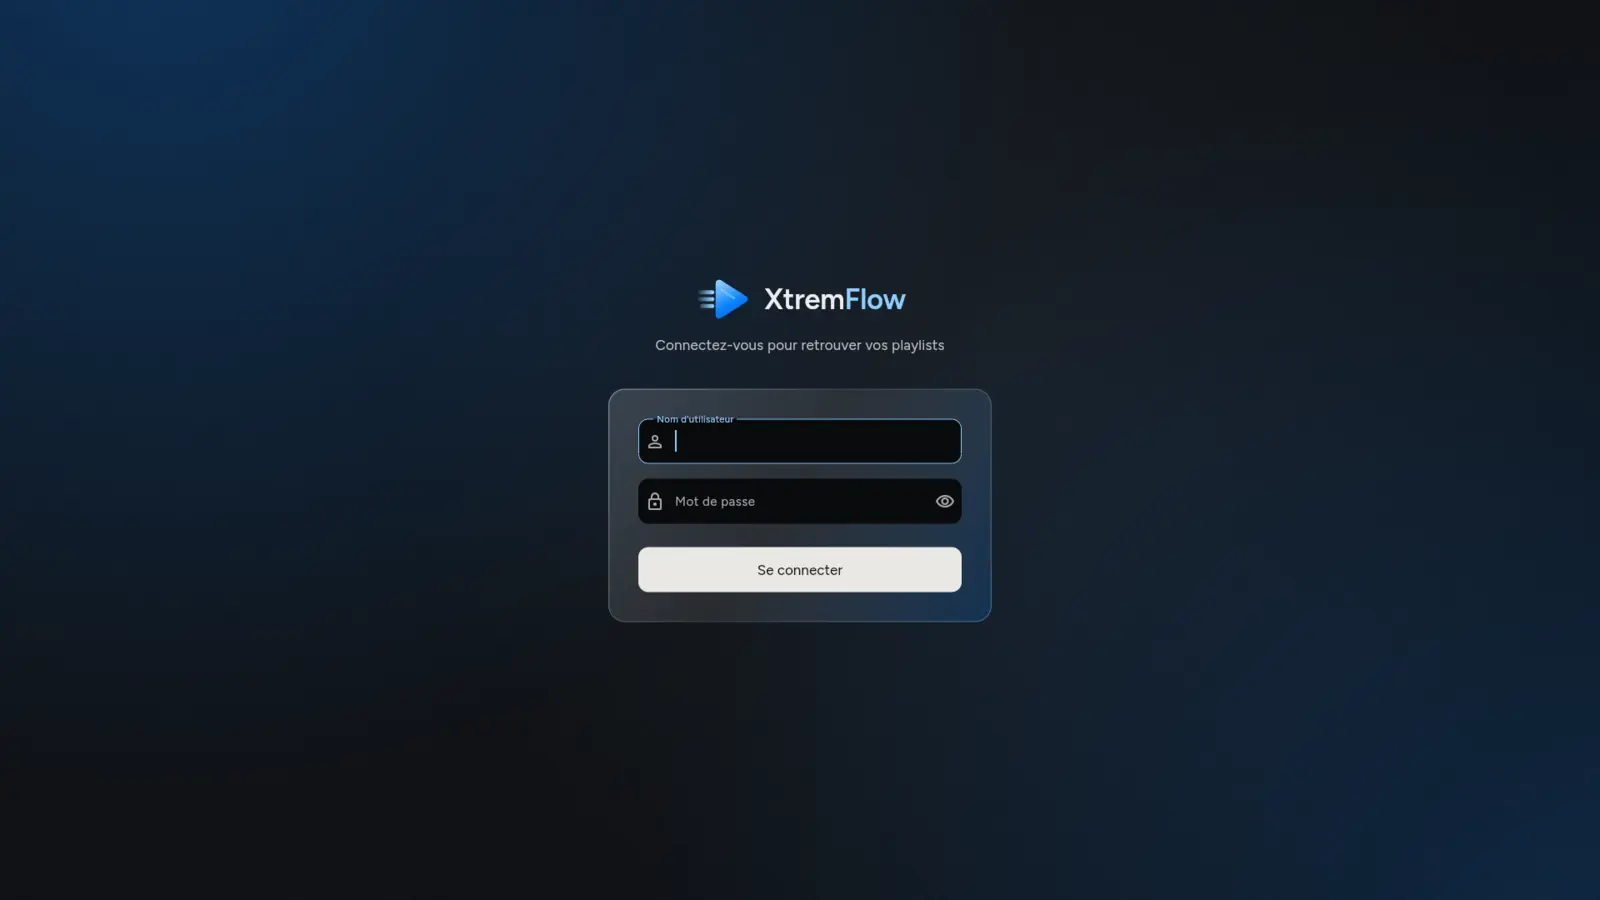 XtremFlow
Connectez-vous pour retrouver vos playlists
Nom d'utilisateur
Mot de passe
Se connecter